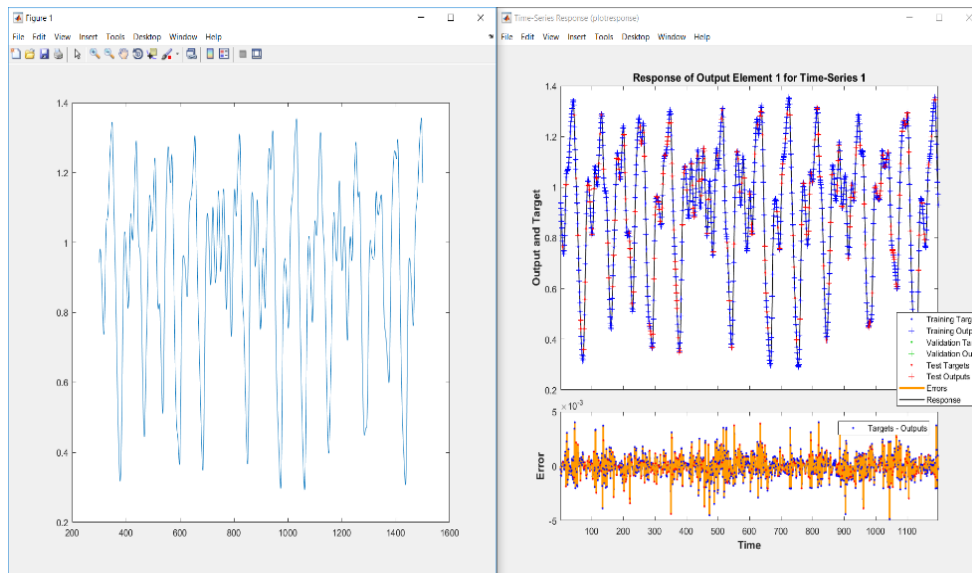 Figure 1
File Edit View Insert Tools Desktop Window Help
1.4
1.2
1
0.8
0.6
0.4
0.2
200 400 600 800 1000 1200 1400 1600
Time-Series Response (plotresponse)
File Edit View Insert Tools Desktop Window Help
Response of Output Element 1 for Time-Series 1
Output and Target
1.4
1.2
1
0.8
0.6
0.4
0.2
Training Targ
Training Outp
Validation Ta
Validation Ou
Test Targets
Test Outputs
Errors
Response
×10⁻³
Error
5
0
-5
Targets - Outputs
100 200 300 400 500 600 700 800 900 1000 1100
Time